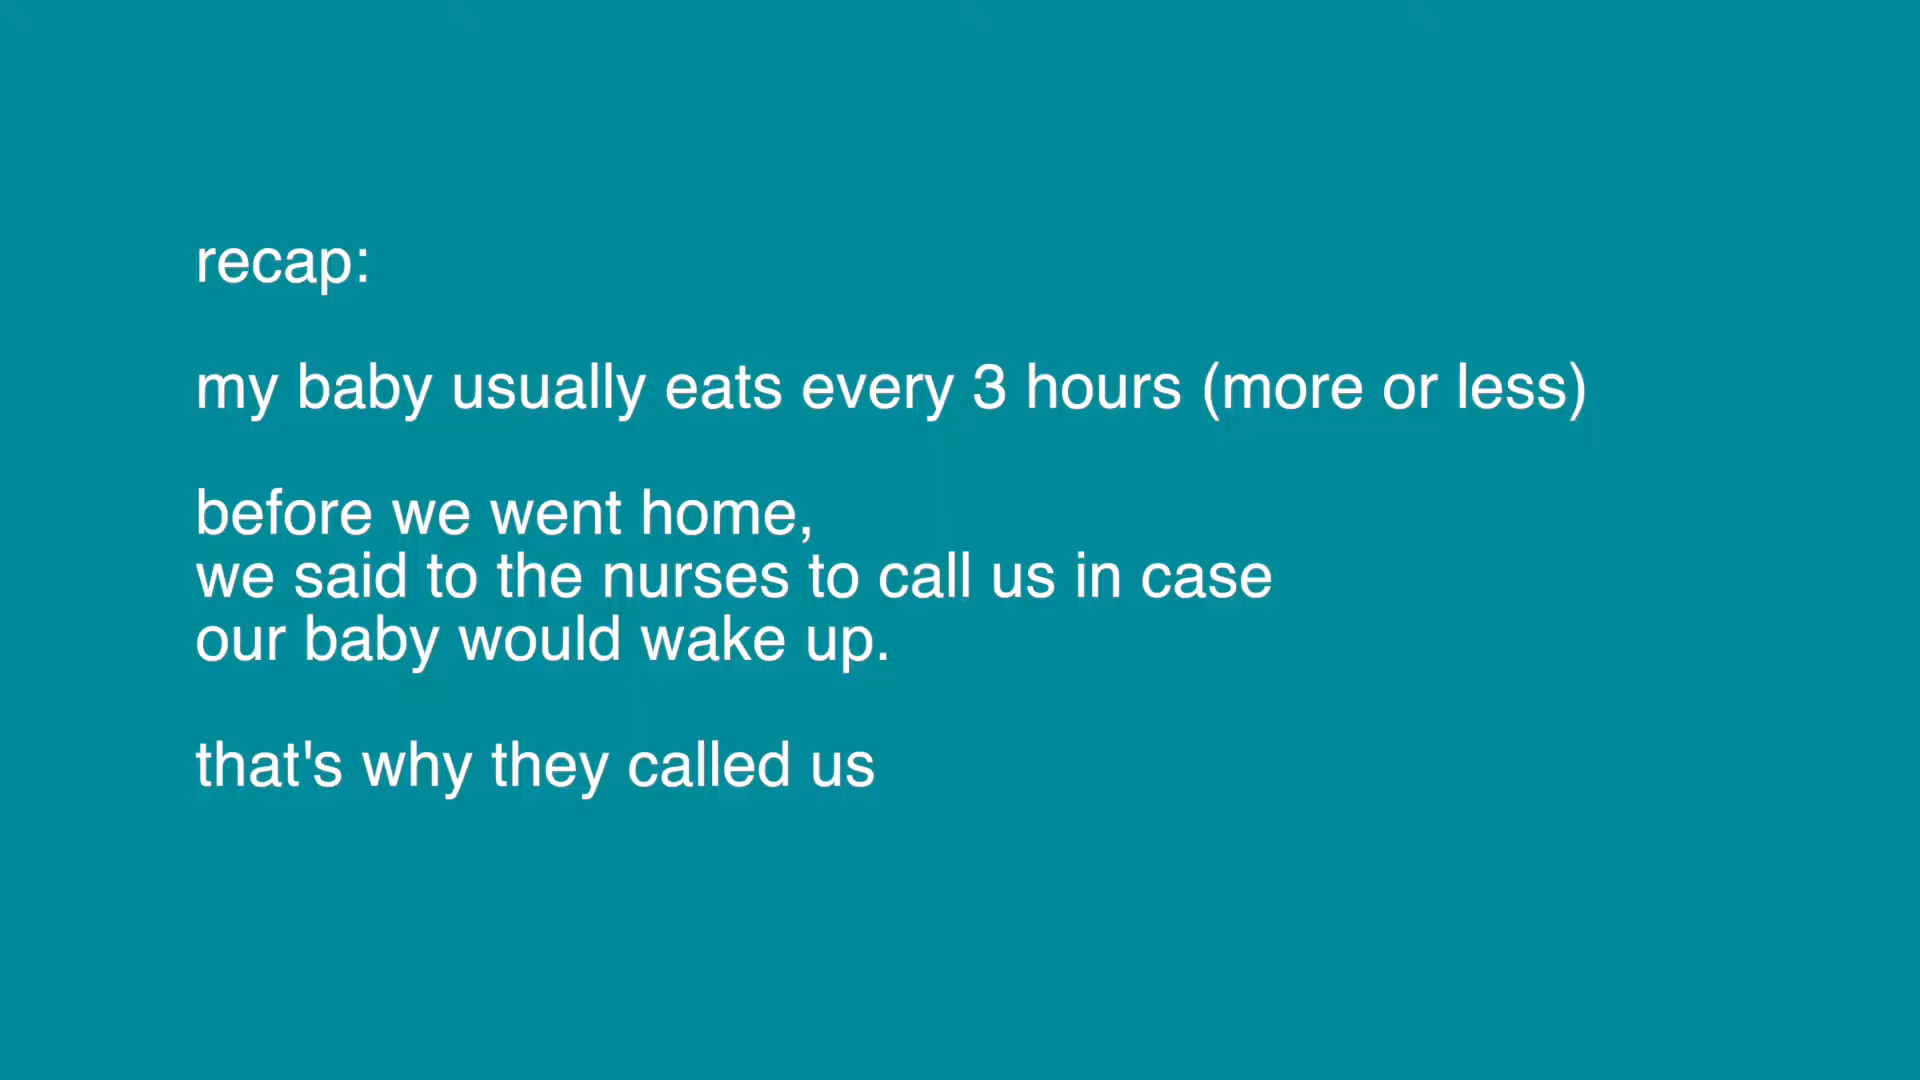 recap:
my baby usually eats every 3 hours (more or less)
before we went home,
we said to the nurses to call us in case
our baby would wake up.
that's why they called us